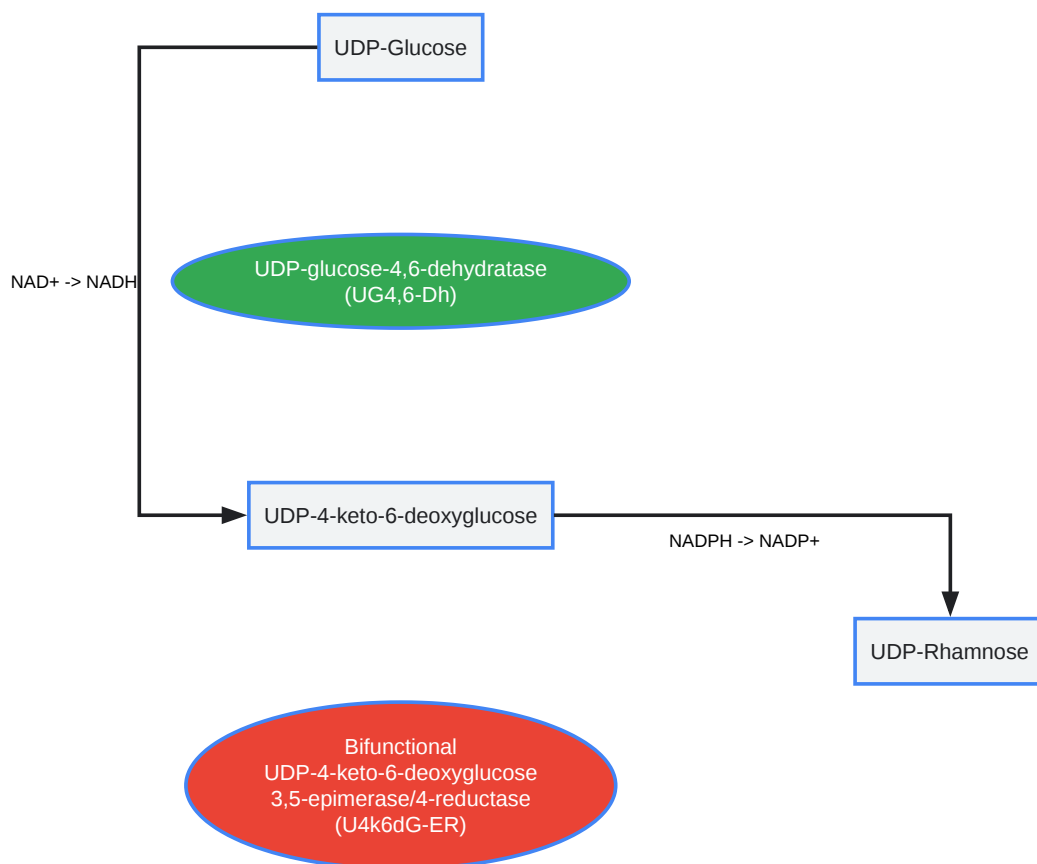 UDP-Glucose
NAD+ -> NADH
UDP-glucose-4,6-dehydratase
(UG4,6-Dh)
UDP-4-keto-6-deoxyglucose
NADPH -> NADP+
UDP-Rhamnose
Bifunctional
UDP-4-keto-6-deoxyglucose
3,5-epimerase/4-reductase
(U4k6dG-ER)